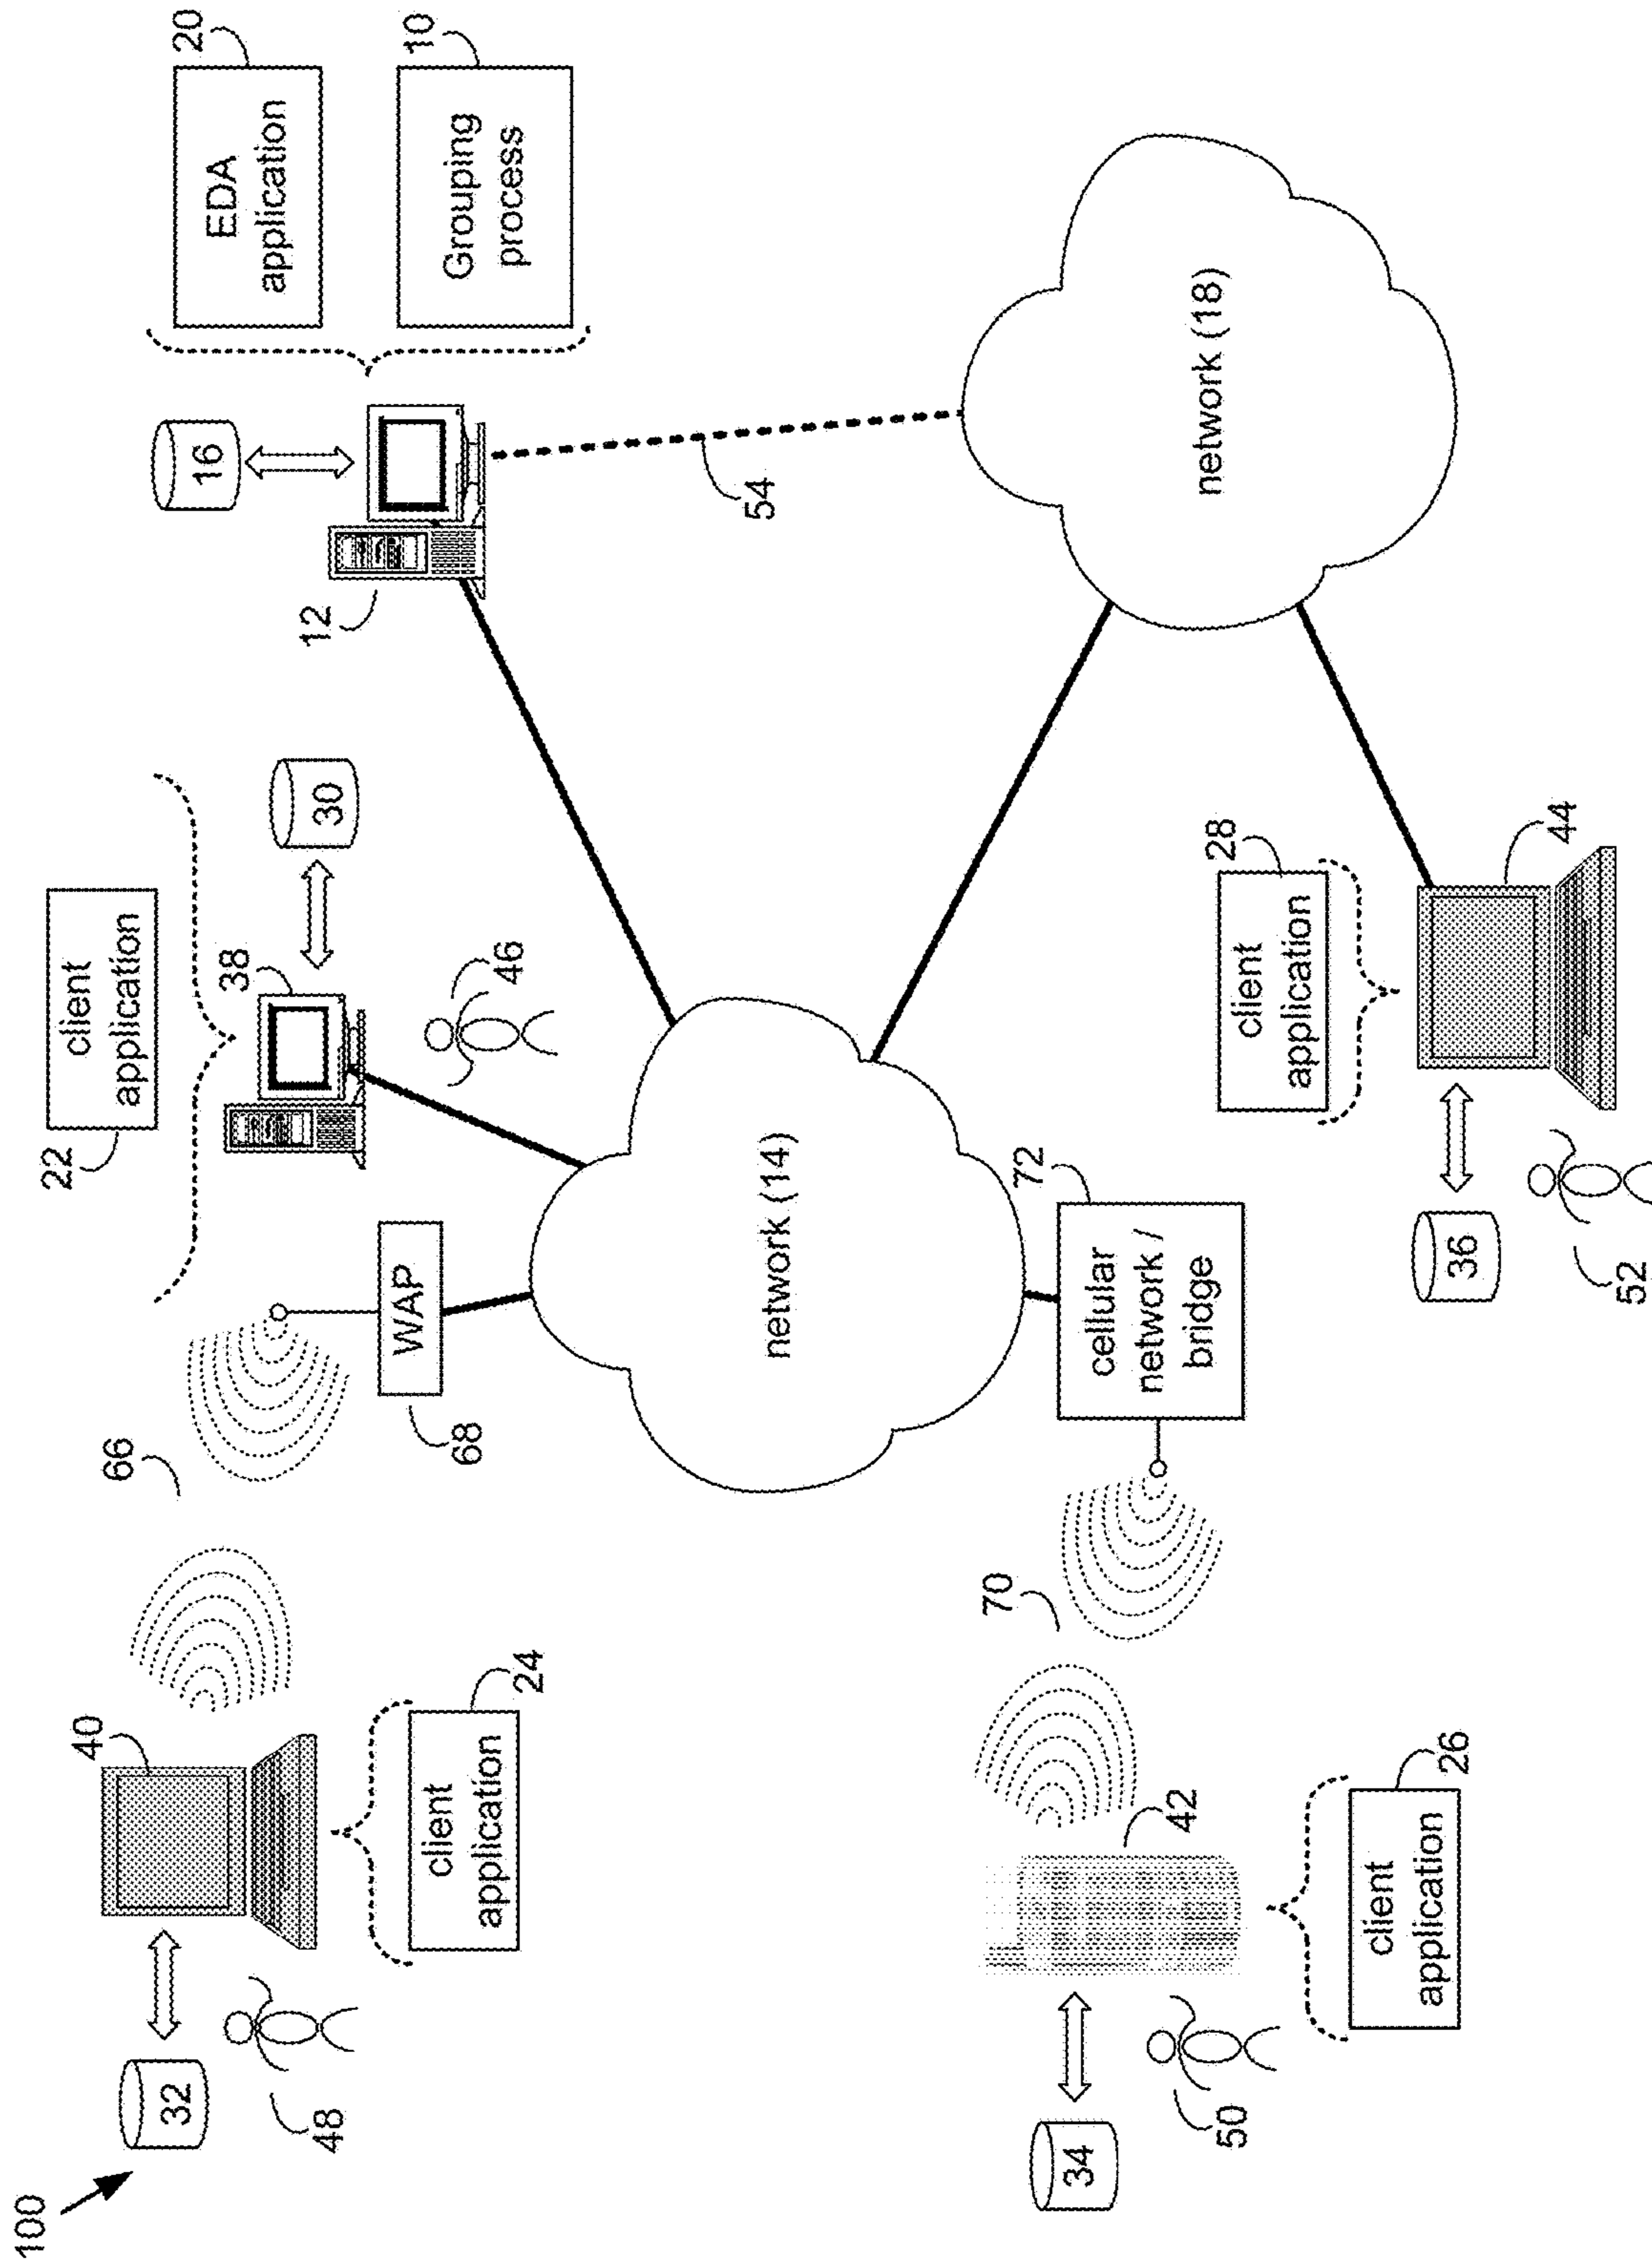 100
32
48
40
client
application
24
66
68
WAP
22
client
application
38
30
46
12
16
EDA
application
20
Grouping
process
10
54
network (14)
network (18)
34
50
42
client
application
26
70
72
cellular
network /
bridge
36
52
client
application
28
44